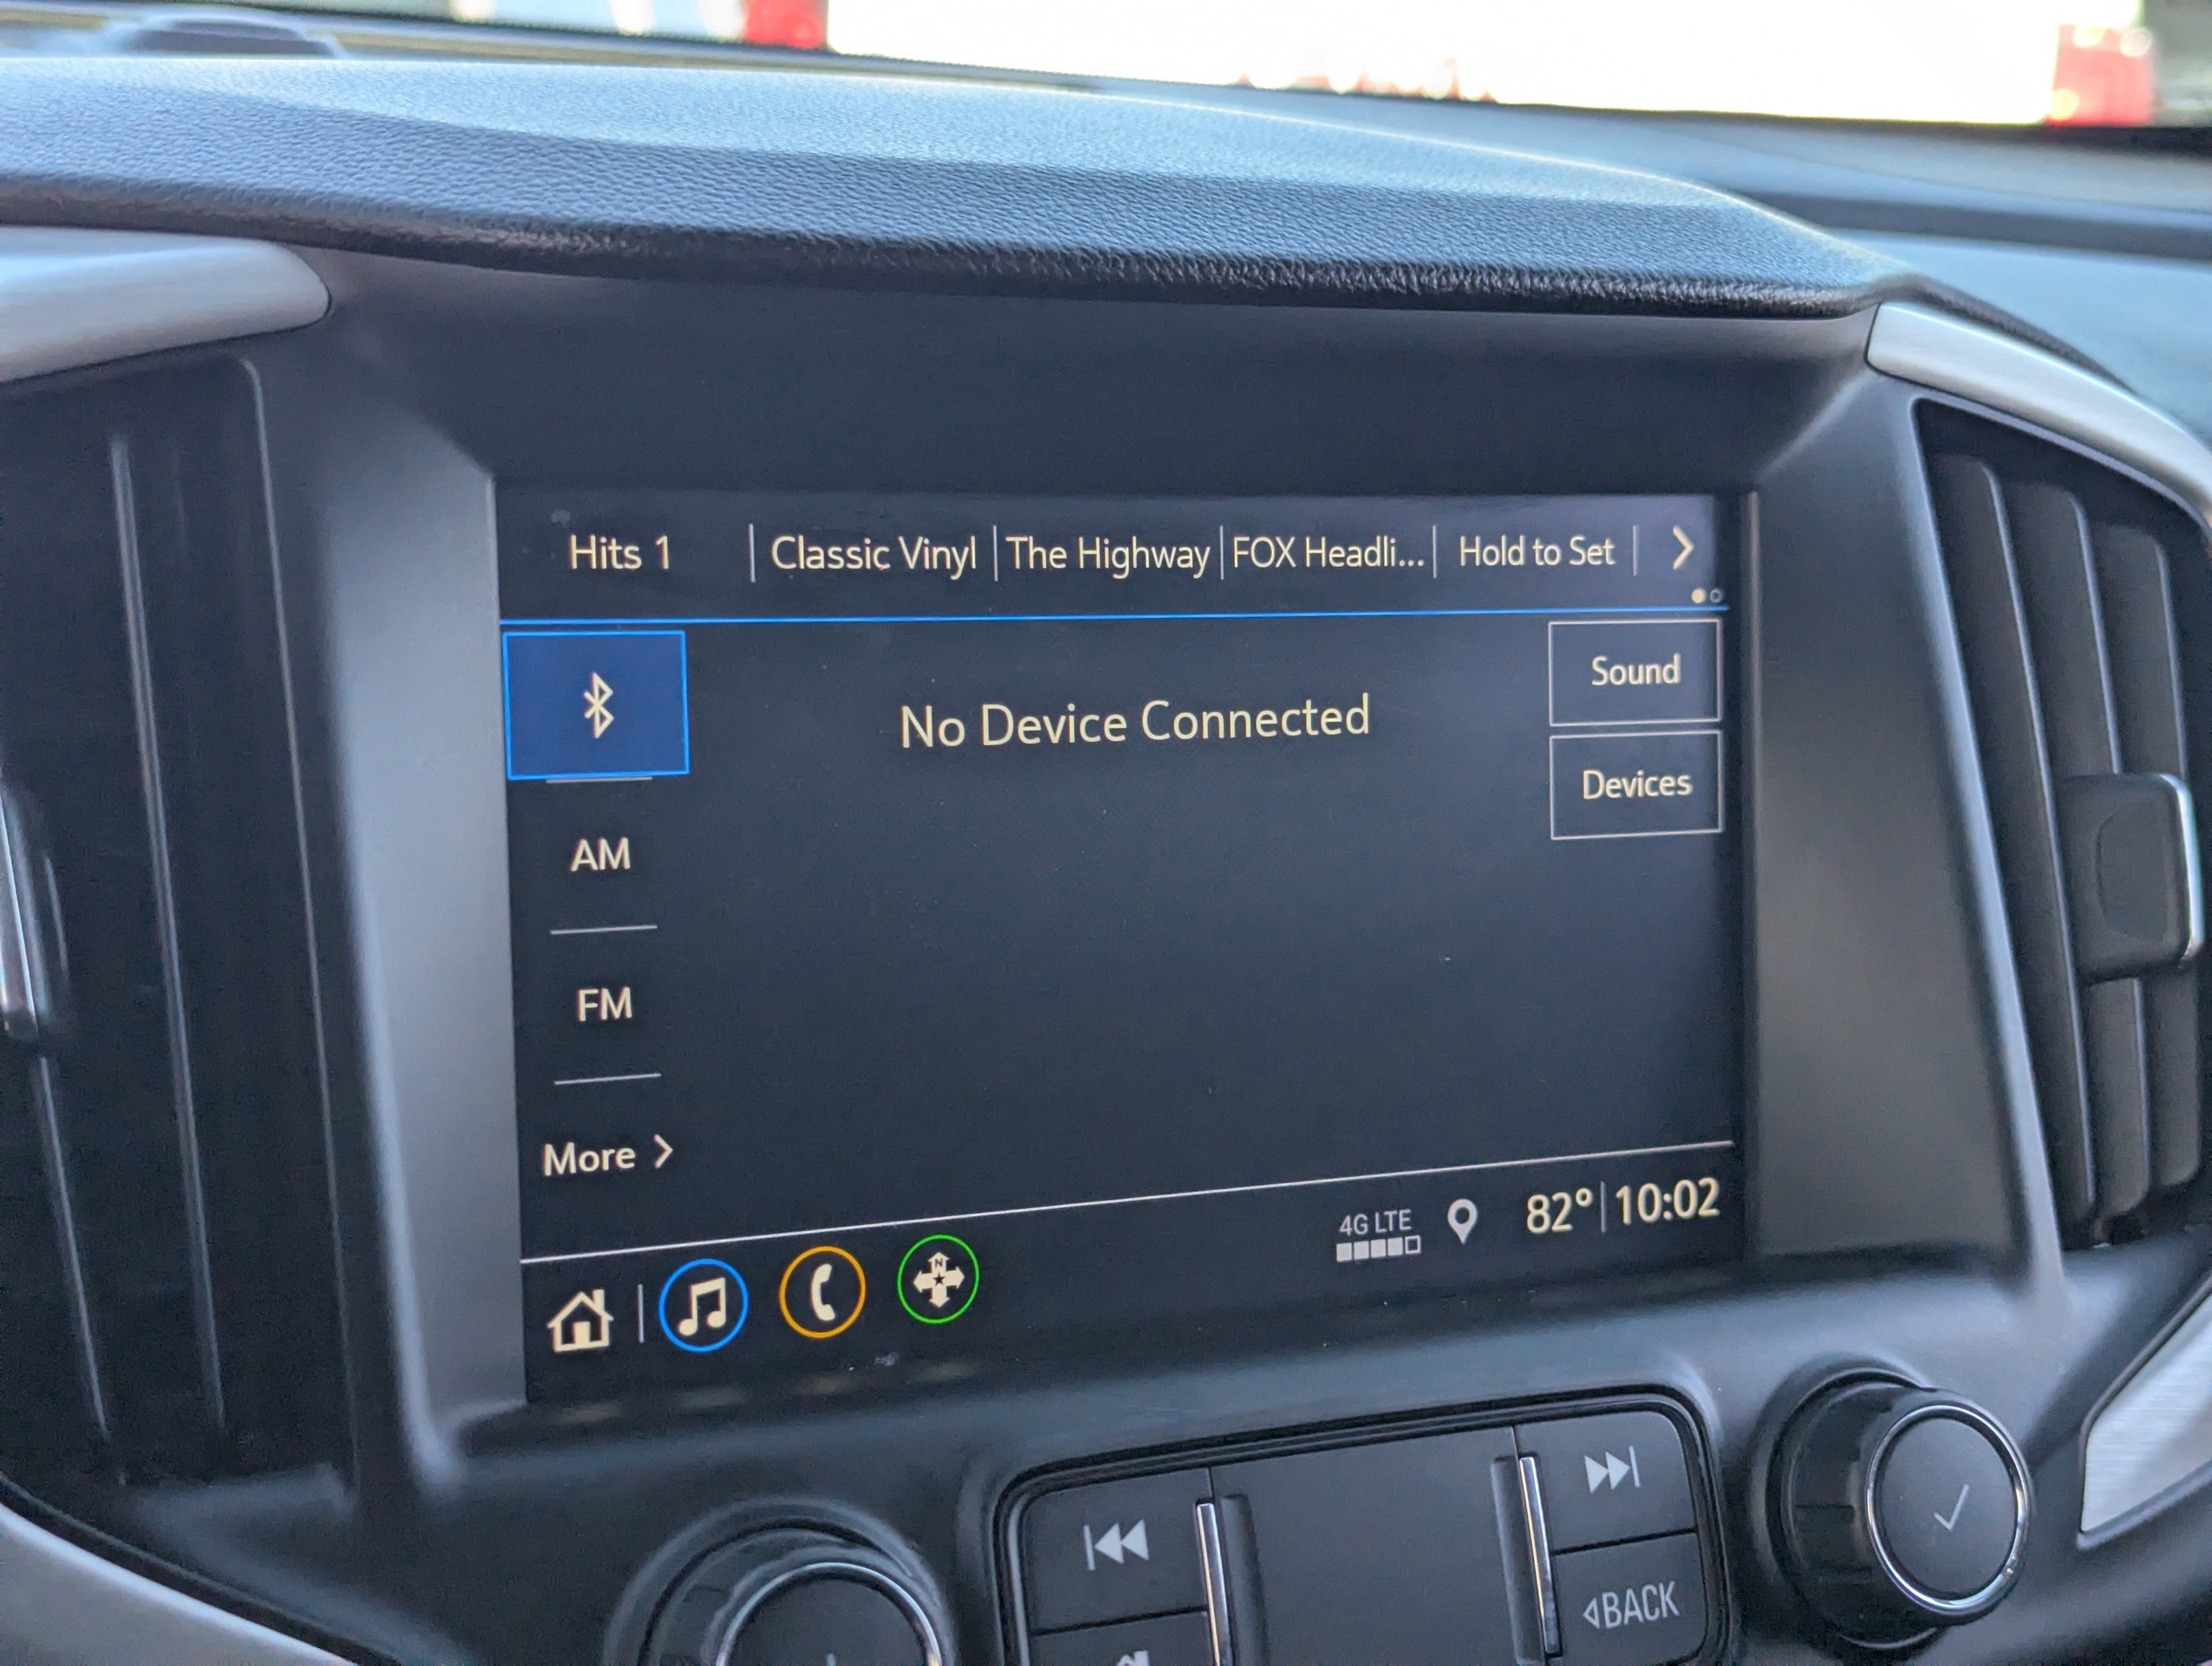 Hits 1
Classic Vinyl
The Highway
FOX Headli...
Hold to Set
Sound
No Device Connected
Devices
AM
FM
More
4G LTE
82° 10:02
N
BACK